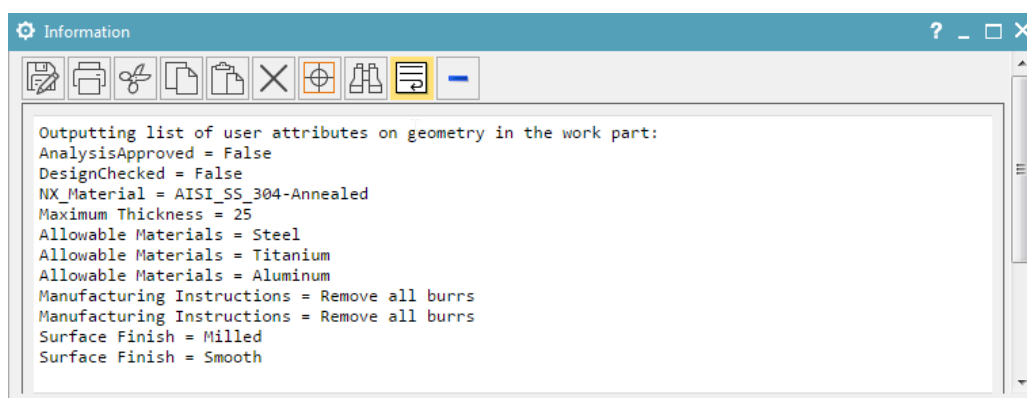 Information
Outputting list of user attributes on geometry in the work part:
AnalysisApproved = False
DesignChecked = False
NX_Material = AISI_SS_304-Annealed
Maximum Thickness = 25
Allowable Materials = Steel
Allowable Materials = Titanium
Allowable Materials = Aluminum
Manufacturing Instructions = Remove all burrs
Manufacturing Instructions = Remove all burrs
Surface Finish = Milled
Surface Finish = Smooth